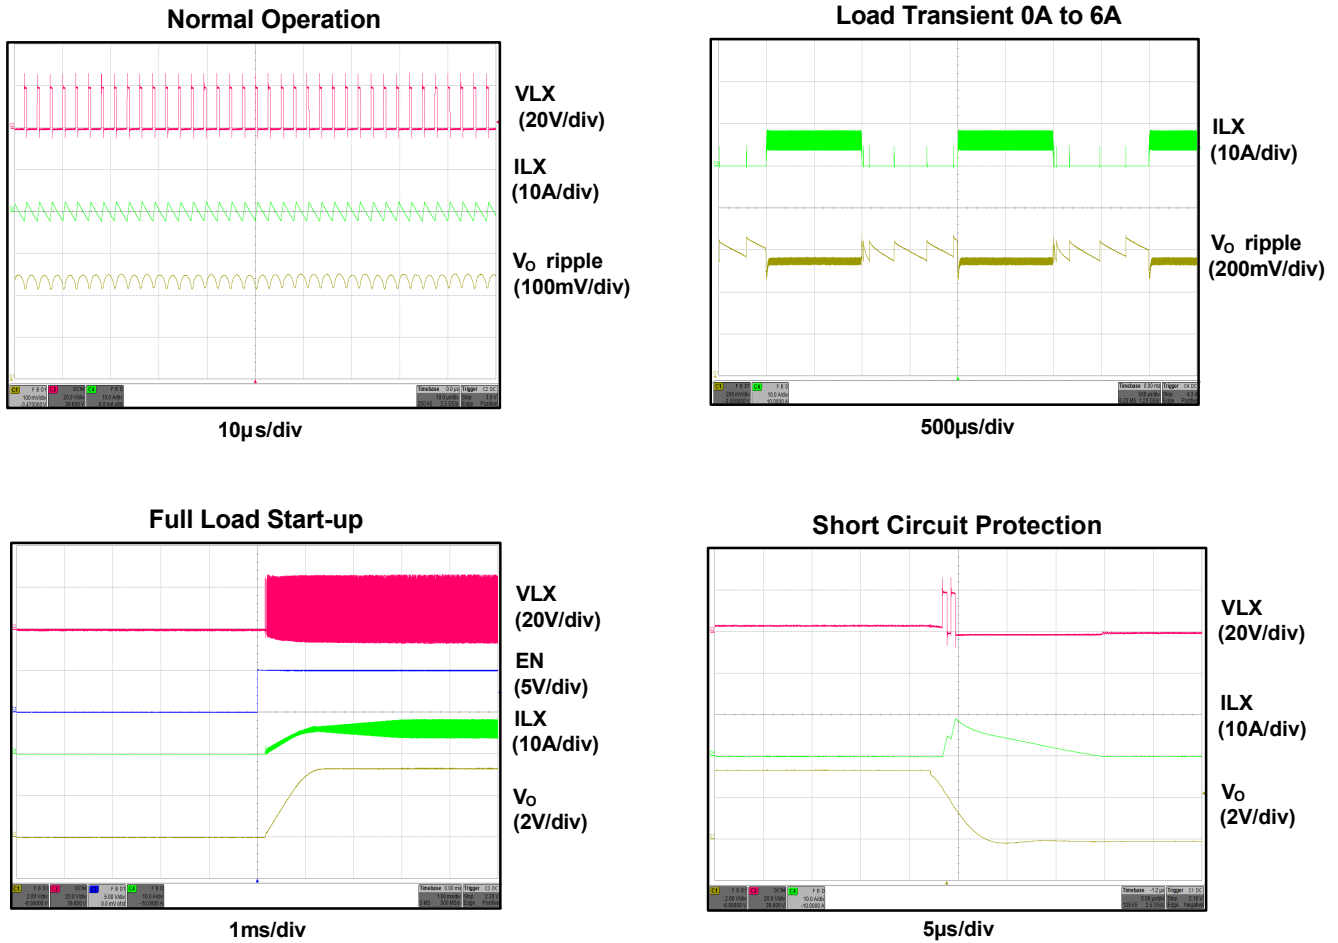 Normal Operation
VLX
(20V/div)
ILX
(10A/div)
VO ripple
(100mV/div)
10µs/div
Load Transient 0A to 6A
ILX
(10A/div)
VO ripple
(200mV/div)
500µs/div
Full Load Start-up
VLX
(20V/div)
EN
(5V/div)
ILX
(10A/div)
VO
(2V/div)
1ms/div
Short Circuit Protection
VLX
(20V/div)
ILX
(10A/div)
VO
(2V/div)
5µs/div